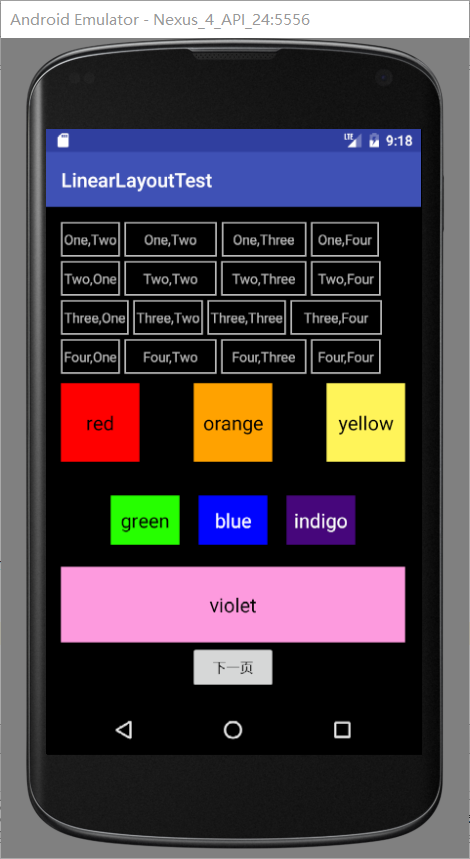 Android Emulator - Nexus_4_API_24:5556
LTE 9:18
LinearLayoutTest
One,Two One,Two One,Three One,Four
Two,One Two,Two Two,Three Two,Four
Three,One Three,Two Three,Three Three,Four
Four,One Four,Two Four,Three Four,Four
red orange yellow
green blue indigo
violet
下一页